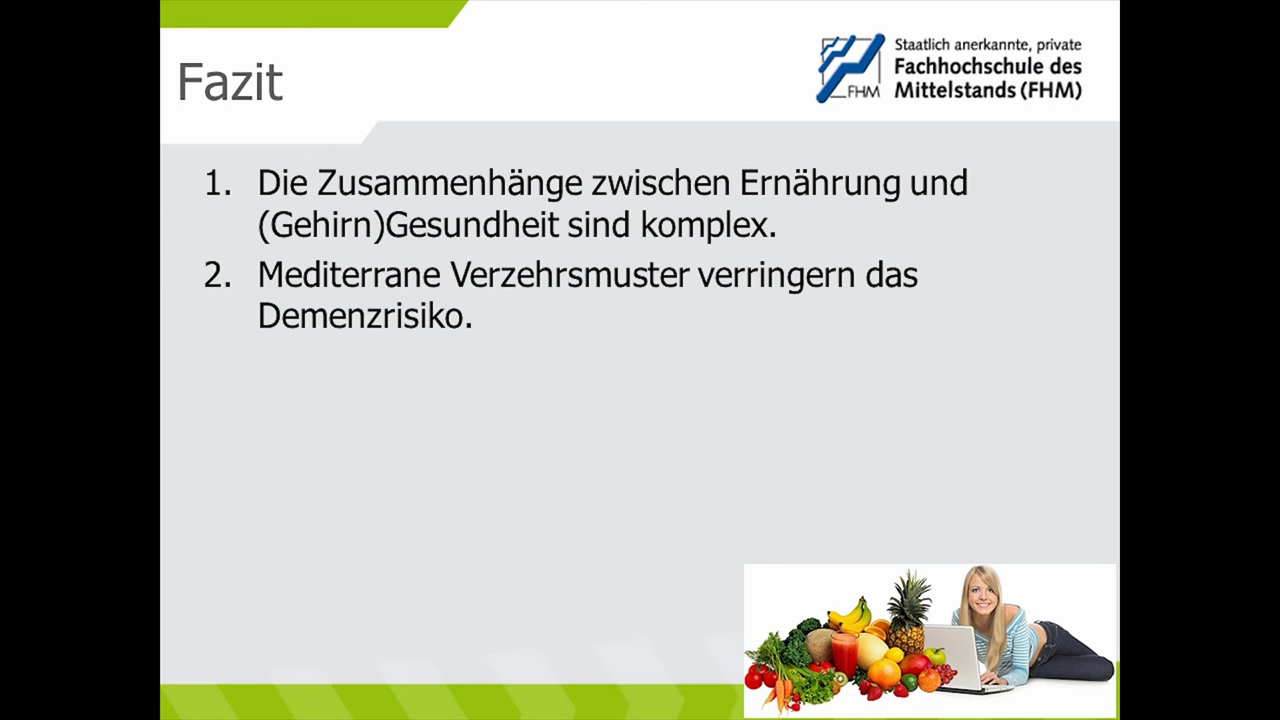 Fazit
Staatlich anerkannte, private
Fachhochschule des
Mittelstands (FHM)
FHM
1. Die Zusammenhänge zwischen Ernährung und
(Gehirn)Gesundheit sind komplex.
2. Mediterrane Verzehrsmuster verringern das
Demenzrisiko.